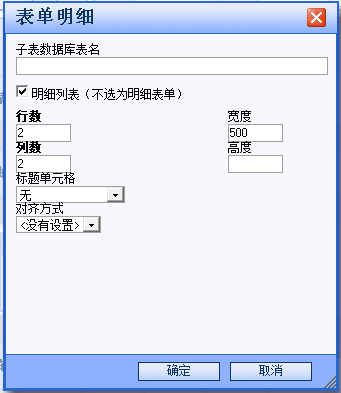 表单明细
子表数据库表名
明细列表（不选为明细表单）
行数 宽度
2 500
列数 高度
2
标题单元格
无
对齐方式
<没有设置>
确定 取消